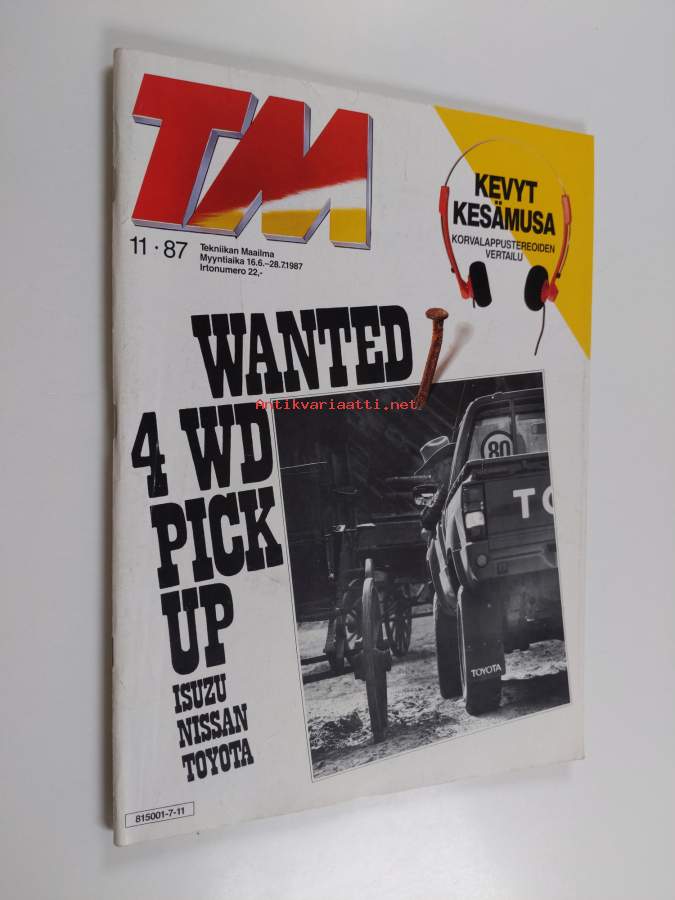 TM
11 • 87
Tekniikan Maailma
Myyntiaika 16.6.–28.7.1987
Irtonumero 22,-
KEVYT
KESÄMUSA
KORVALAPPUSTEREOIDEN
VERTAILU
WANTED
4 WD
PICK
UP
ISUZU
NISSAN
TOYOTA
Antikvariaatti.net
80
TO
TOYOTA
815001-7-11